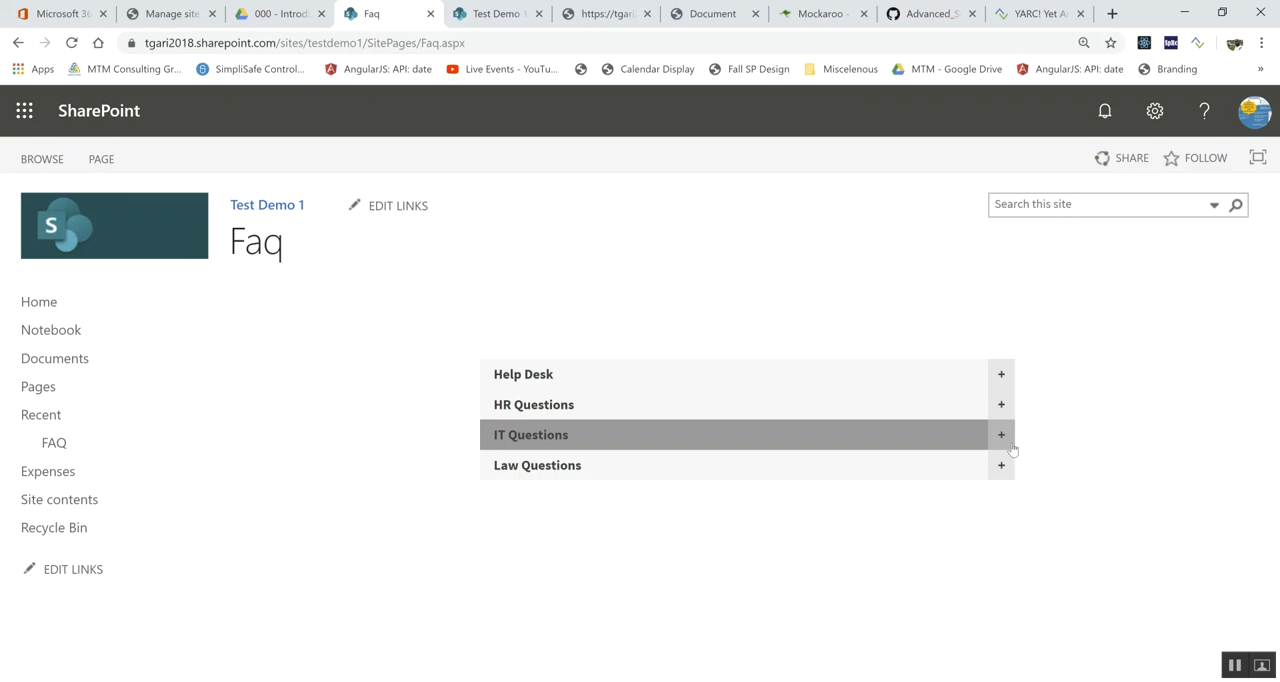 Microsoft 36
Manage site
000 - Introd
Faq
Test Demo 1
https://tgari
Document
Mockaroo -
Advanced_S
YARC! Yet A
tgari2018.sharepoint.com/sites/testdemo1/SitePages/Faq.aspx
Apps
MTM Consulting Gr...
SimpliSafe Control...
AngularJS: API: date
Live Events - YouTu...
Calendar Display
Fall SP Design
Miscelenous
MTM - Google Drive
AngularJS: API: date
Branding
»
SharePoint
BROWSE
PAGE
SHARE
FOLLOW
S
Test Demo 1
EDIT LINKS
Search this site
Faq
Home
Notebook
Documents
Pages
Recent
FAQ
Expenses
Site contents
Recycle Bin
EDIT LINKS
Help Desk +
HR Questions +
IT Questions +
Law Questions +